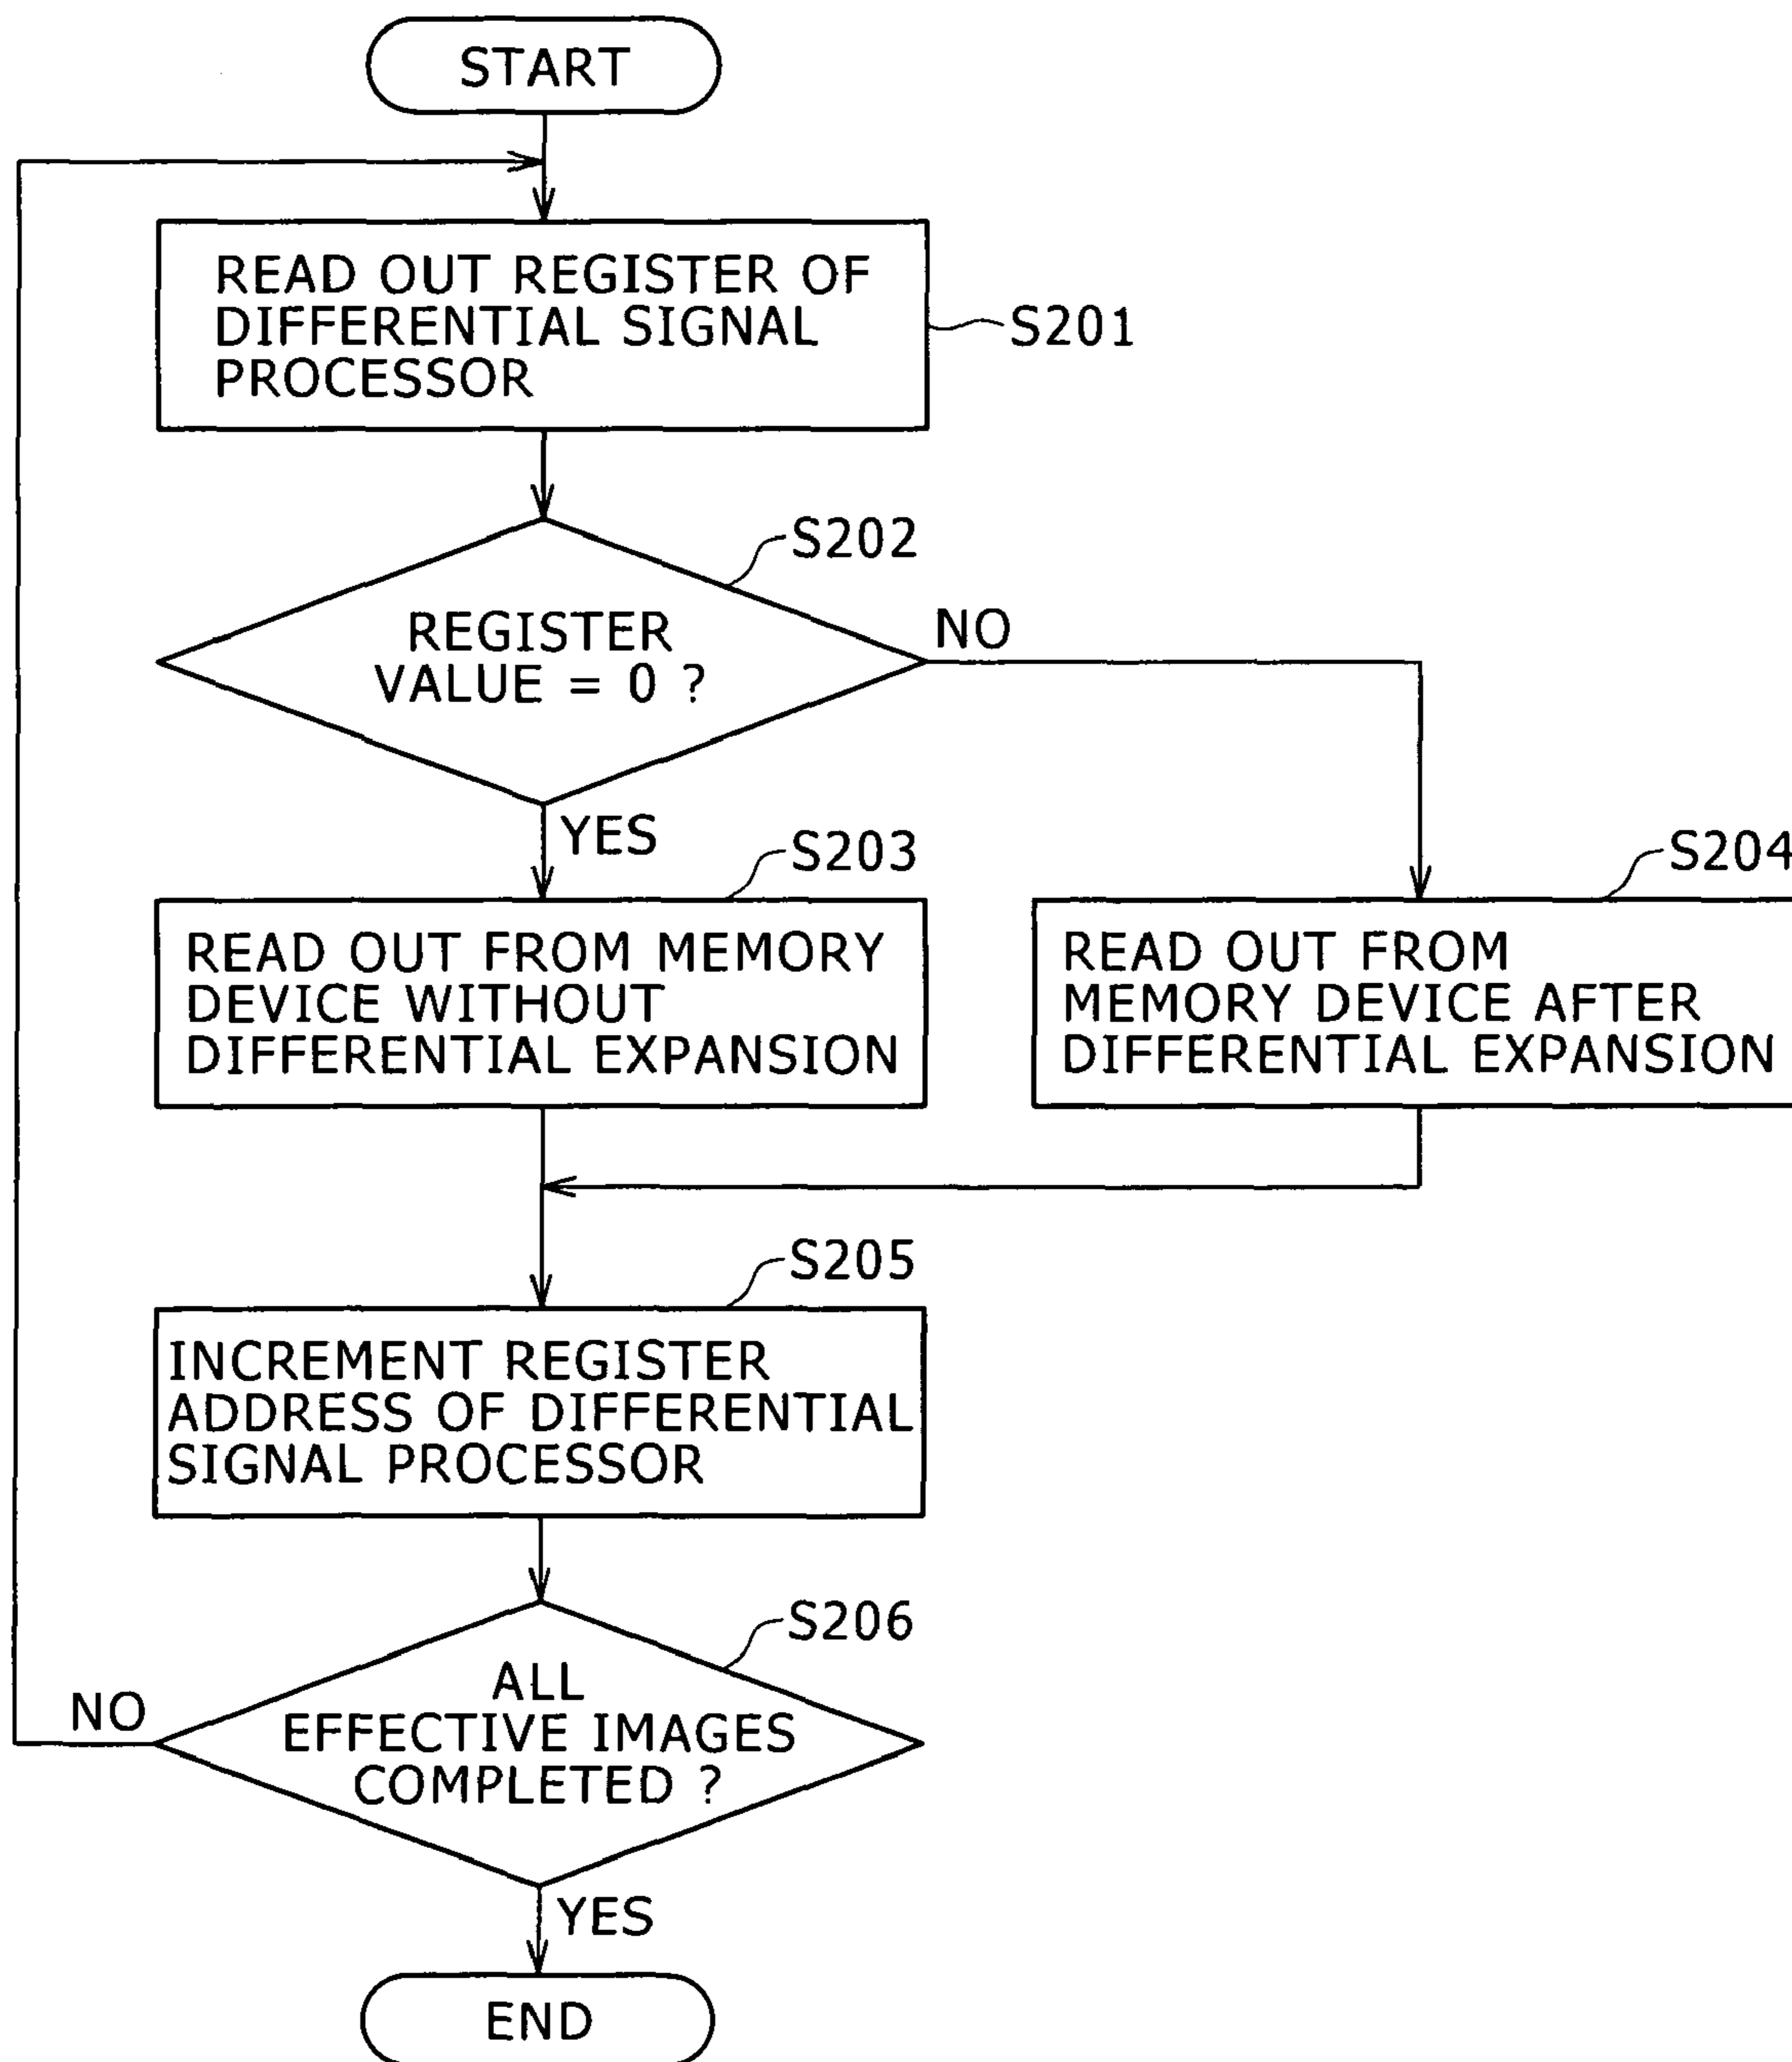 START
READ OUT REGISTER OF
DIFFERENTIAL SIGNAL
PROCESSOR
S201
S202
REGISTER
VALUE = 0 ?
NO
YES
S203
READ OUT FROM MEMORY
DEVICE WITHOUT
DIFFERENTIAL EXPANSION
S204
READ OUT FROM
MEMORY DEVICE AFTER
DIFFERENTIAL EXPANSION
S205
INCREMENT REGISTER
ADDRESS OF DIFFERENTIAL
SIGNAL PROCESSOR
S206
ALL
EFFECTIVE IMAGES
COMPLETED ?
NO
YES
END